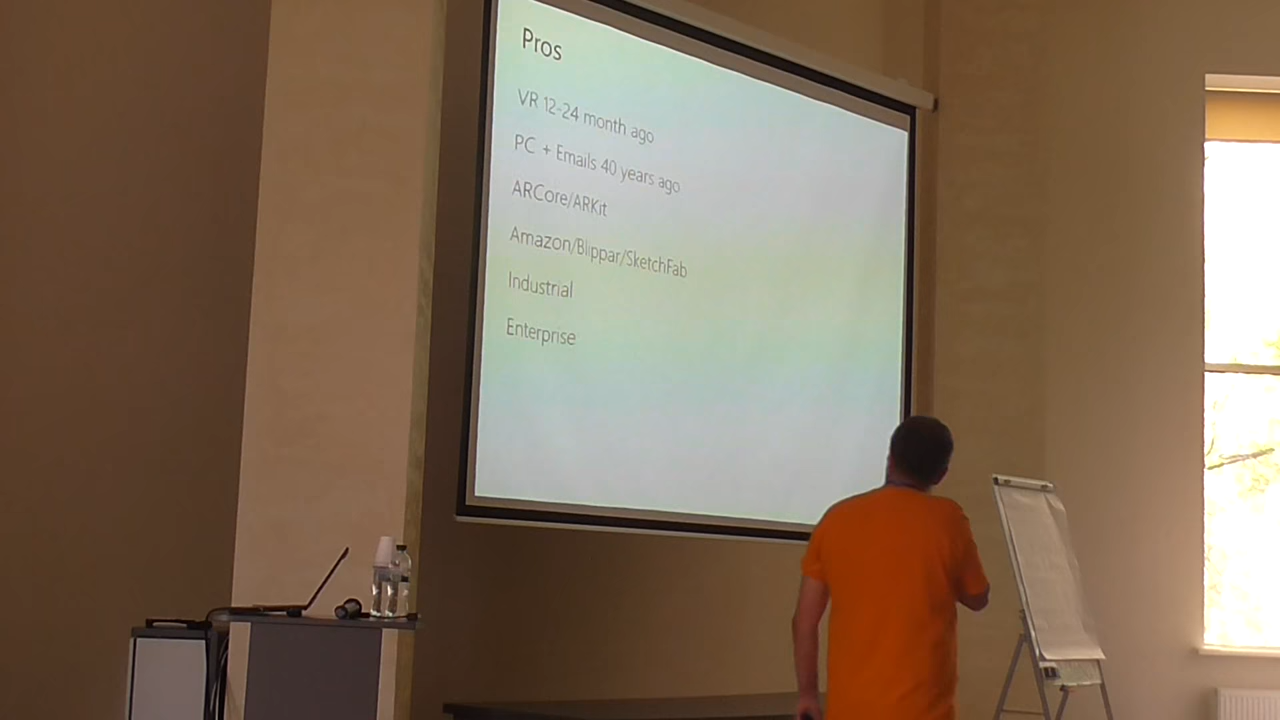 Pros
VR 12-24 month ago
PC + Emails 40 years ago
ARCore/ARKit
Amazon/Blippar/SketchFab
Industrial
Enterprise